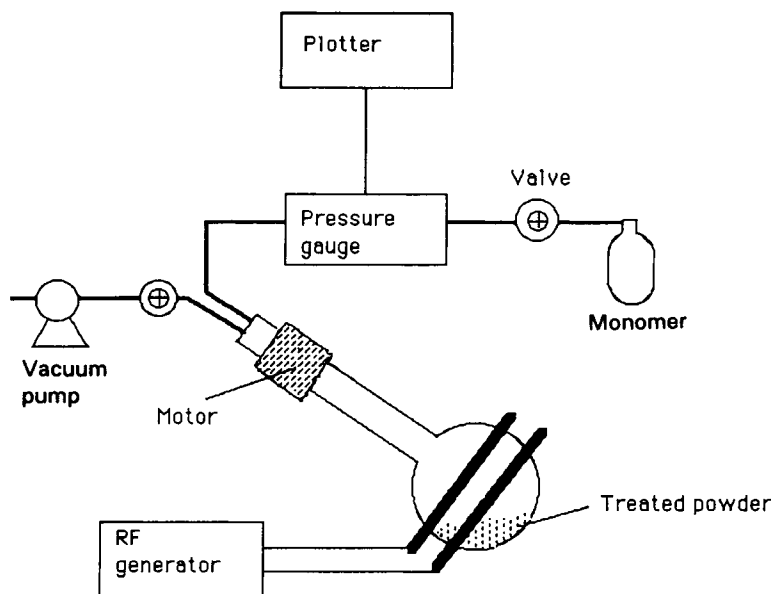 Plotter
Valve
Pressure
gauge
Monomer
Vacuum
pump
Motor
Treated powder
RF
generator